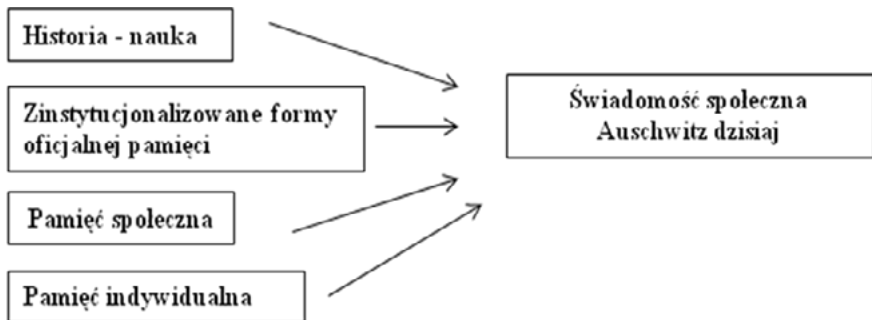 Historia - nauka
Zinstytucjonalizowane formy
oficjalnej pamięci
Pamięć społeczna
Pamięć indywidualna
Świadomość społeczna
Auschwitz dzisiaj